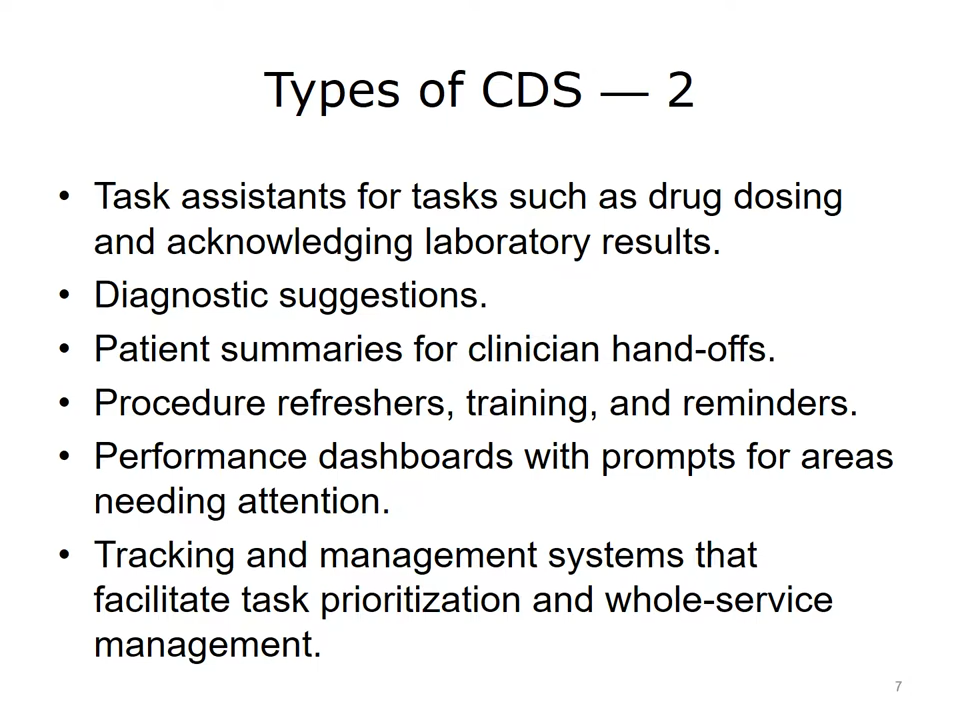 Types of CDS — 2
• Task assistants for tasks such as drug dosing
and acknowledging laboratory results.
• Diagnostic suggestions.
• Patient summaries for clinician hand-offs.
• Procedure refreshers, training, and reminders.
• Performance dashboards with prompts for areas
needing attention.
• Tracking and management systems that
facilitate task prioritization and whole-service
management.
7